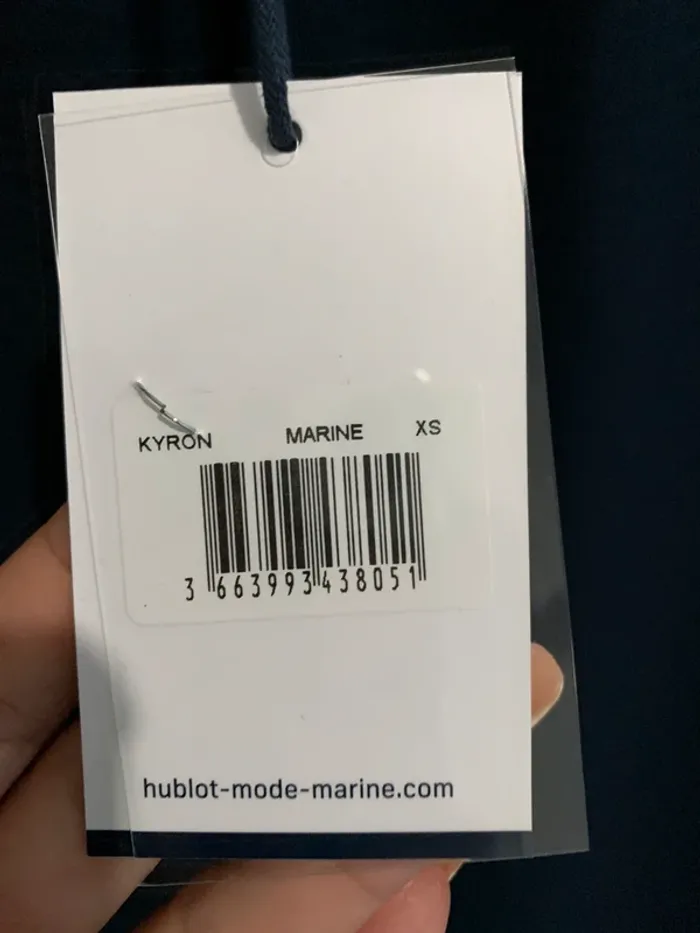 KYRON MARINE XS
3 663993 438051
hublot-mode-marine.com